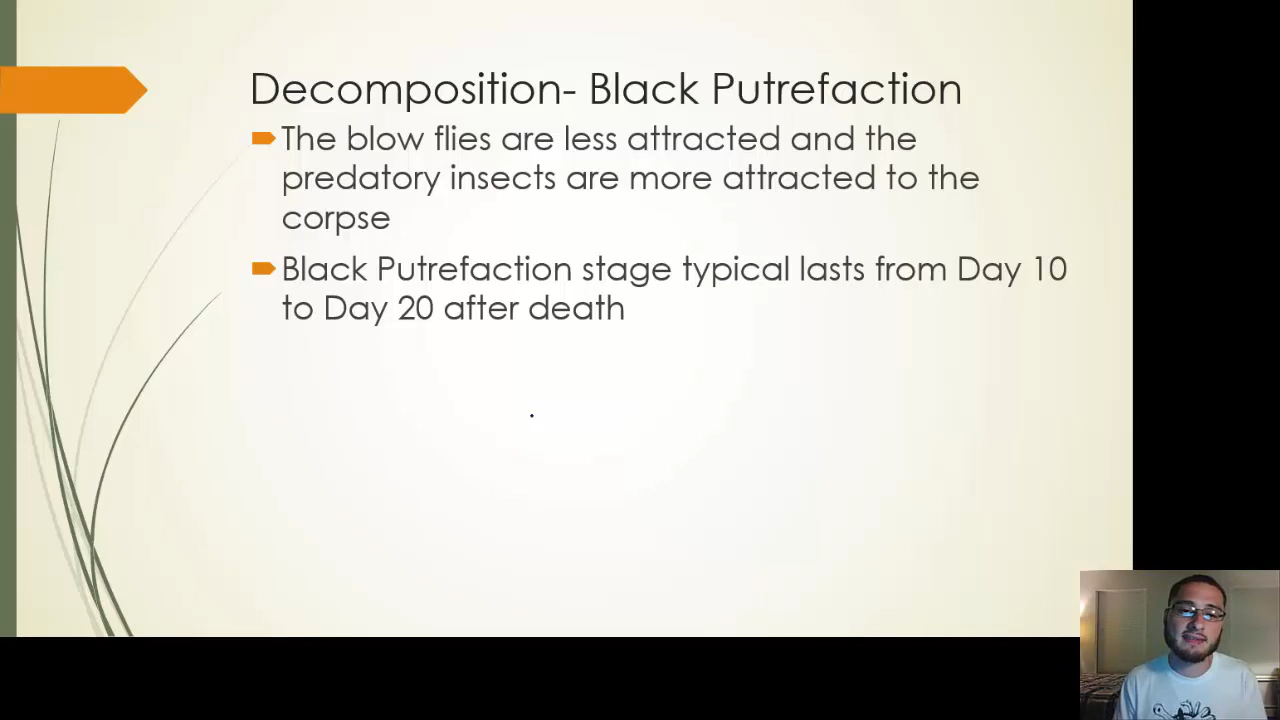 Decomposition- Black Putrefaction
The blow flies are less attracted and the
predatory insects are more attracted to the
corpse
Black Putrefaction stage typical lasts from Day 10
to Day 20 after death